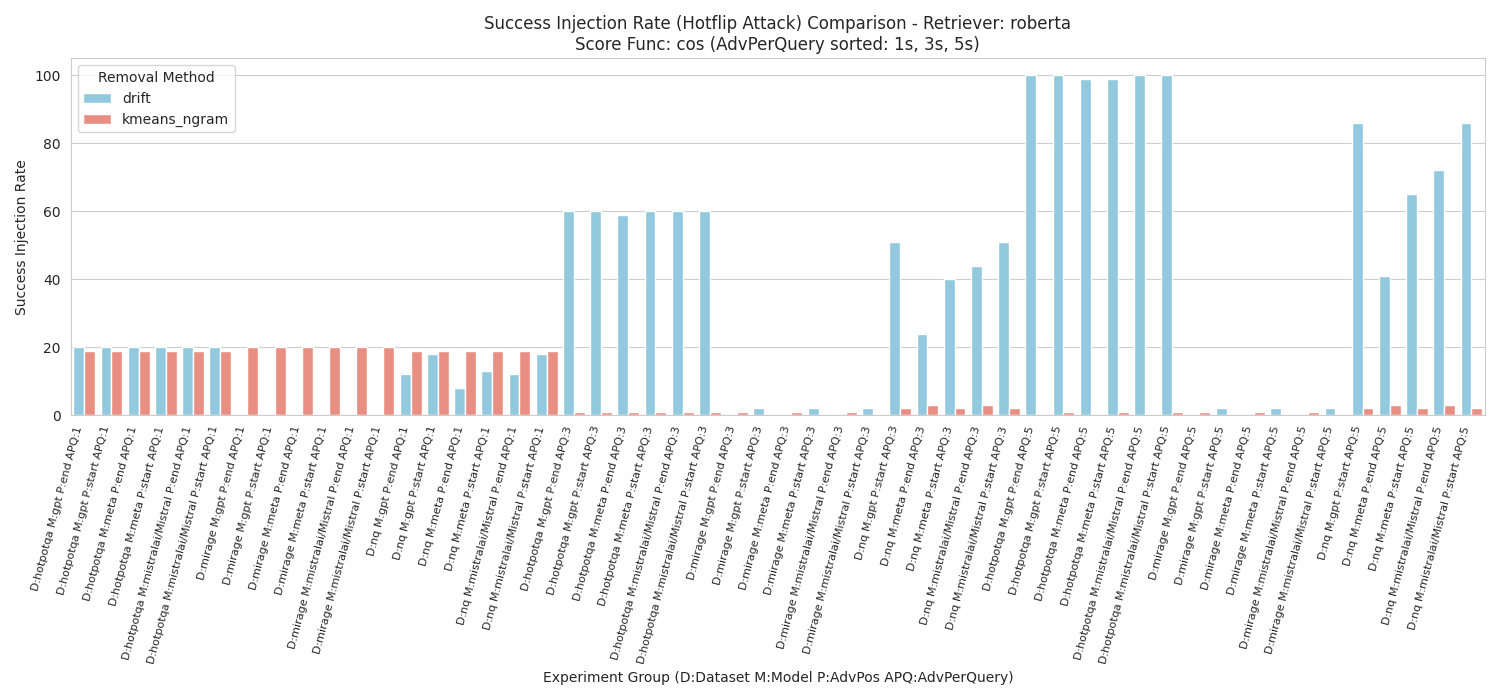 Success Injection Rate (Hotflip Attack) Comparison - Retriever: roberta
Score Func: cos (AdvPerQuery sorted: 1s, 3s, 5s)
Removal Method
drift
kmeans_ngram
Success Injection Rate
100
80
60
40
20
0
D:hotpotqa M:gpt P:end APQ:1
D:hotpotqa M:gpt P:start APQ:1
D:hotpotqa M:meta P:end APQ:1
D:hotpotqa M:meta P:start APQ:1
D:hotpotqa M:mistralai/Mistral P:end APQ:1
D:hotpotqa M:mistralai/Mistral P:start APQ:1
D:mirage M:gpt P:end APQ:1
D:mirage M:gpt P:start APQ:1
D:mirage M:meta P:end APQ:1
D:mirage M:meta P:start APQ:1
D:mirage M:mistralai/Mistral P:end APQ:1
D:mirage M:mistralai/Mistral P:start APQ:1
D:nq M:gpt P:end APQ:1
D:nq M:gpt P:start APQ:1
D:nq M:meta P:end APQ:1
D:nq M:meta P:start APQ:1
D:nq M:mistralai/Mistral P:end APQ:1
D:nq M:mistralai/Mistral P:start APQ:1
D:hotpotqa M:gpt P:end APQ:3
D:hotpotqa M:gpt P:start APQ:3
D:hotpotqa M:meta P:end APQ:3
D:hotpotqa M:meta P:start APQ:3
D:hotpotqa M:mistralai/Mistral P:end APQ:3
D:hotpotqa M:mistralai/Mistral P:start APQ:3
D:mirage M:gpt P:end APQ:3
D:mirage M:gpt P:start APQ:3
D:mirage M:meta P:end APQ:3
D:mirage M:meta P:start APQ:3
D:mirage M:mistralai/Mistral P:end APQ:3
D:mirage M:mistralai/Mistral P:start APQ:3
D:nq M:gpt P:start APQ:3
D:nq M:meta P:end APQ:3
D:nq M:meta P:start APQ:3
D:nq M:mistralai/Mistral P:end APQ:3
D:nq M:mistralai/Mistral P:start APQ:3
D:hotpotqa M:gpt P:end APQ:5
D:hotpotqa M:gpt P:start APQ:5
D:hotpotqa M:meta P:end APQ:5
D:hotpotqa M:meta P:start APQ:5
D:hotpotqa M:mistralai/Mistral P:end APQ:5
D:hotpotqa M:mistralai/Mistral P:start APQ:5
D:mirage M:gpt P:end APQ:5
D:mirage M:gpt P:start APQ:5
D:mirage M:meta P:end APQ:5
D:mirage M:meta P:start APQ:5
D:mirage M:mistralai/Mistral P:end APQ:5
D:mirage M:mistralai/Mistral P:start APQ:5
D:nq M:gpt P:start APQ:5
D:nq M:meta P:end APQ:5
D:nq M:meta P:start APQ:5
D:nq M:mistralai/Mistral P:end APQ:5
D:nq M:mistralai/Mistral P:start APQ:5
Experiment Group (D:Dataset M:Model P:AdvPos APQ:AdvPerQuery)